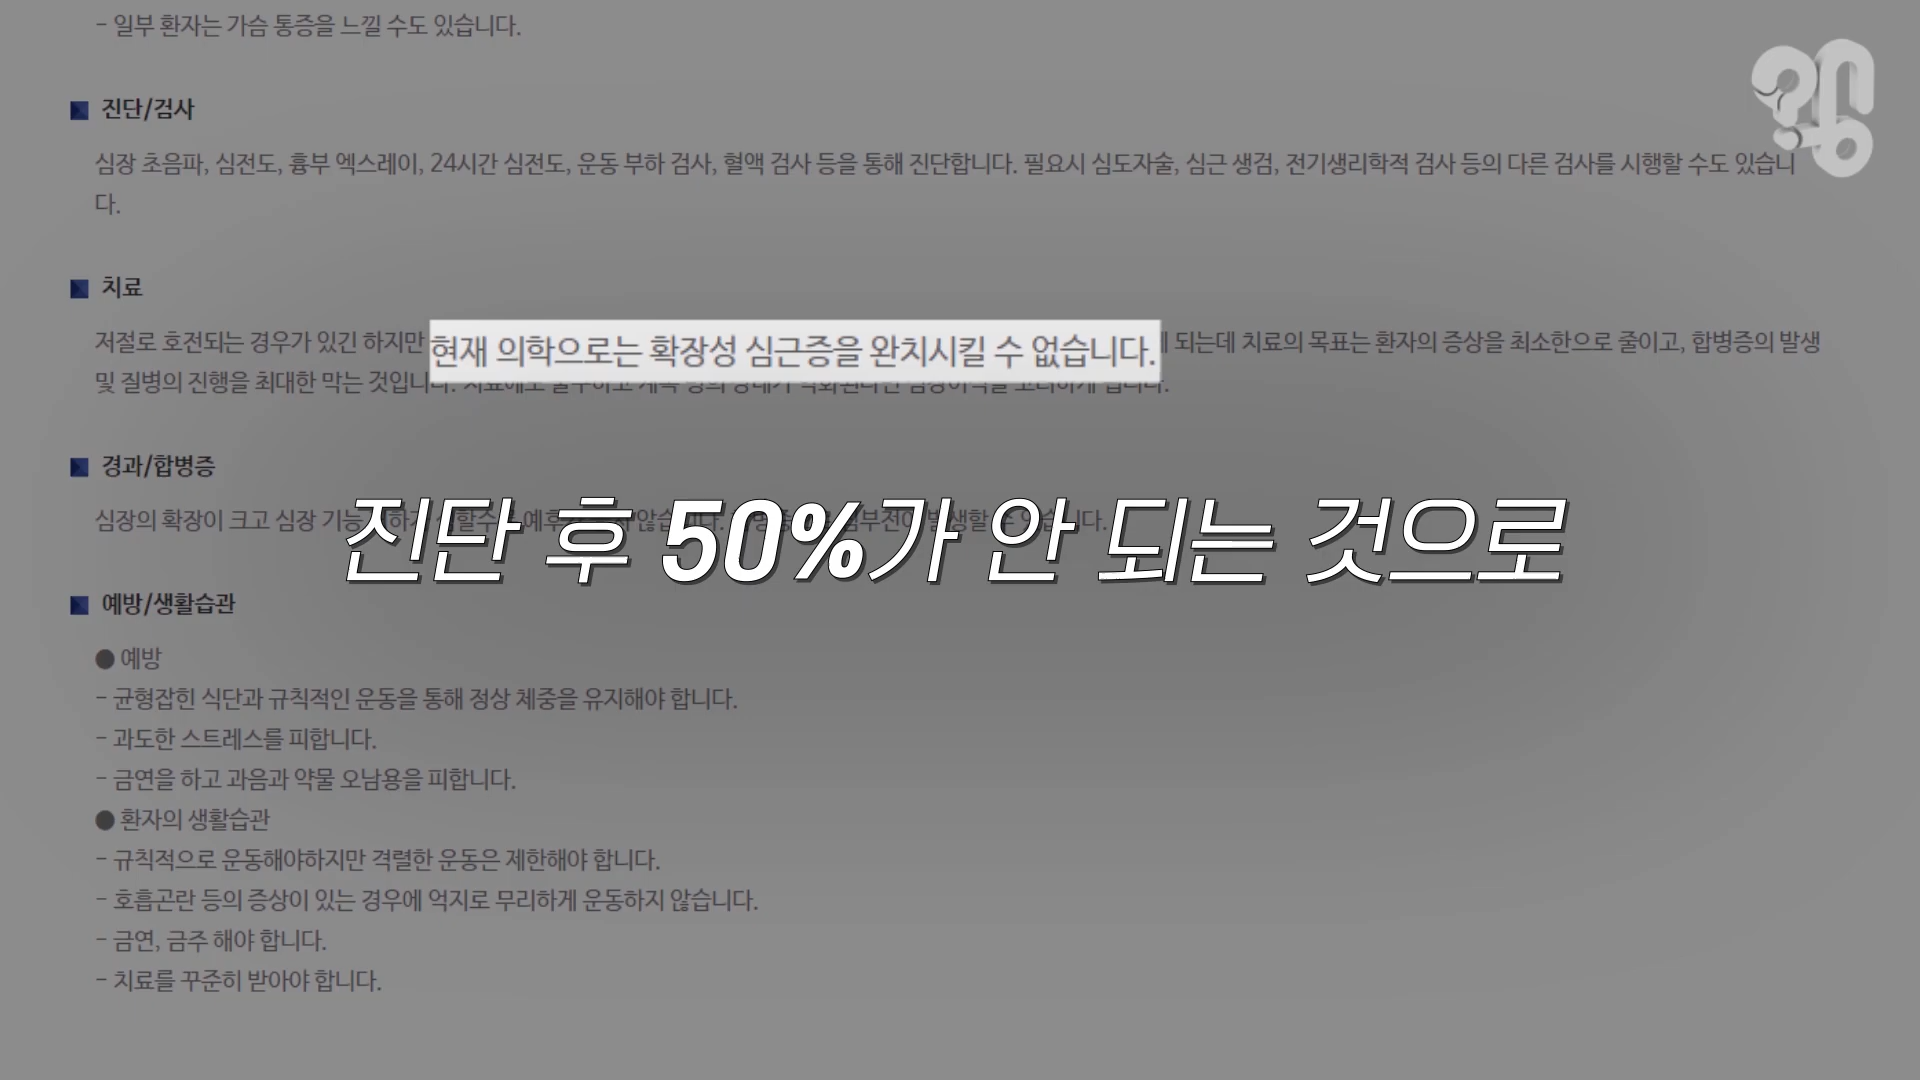 - 일부 환자는 가슴 통증을 느낄 수도 있습니다.
진단/검사
심장 초음파, 심전도, 흉부 엑스레이, 24시간 심전도, 운동 부하 검사, 혈액 검사 등을 통해 진단합니다. 필요시 심도자술, 심근 생검, 전기생리학적 검사 등의 다른 검사를 시행할 수도 있습니
다.
치료
저절로 호전되는 경우가 있긴 하지만 현재 의학으로는 확장성 심근증을 완치시킬 수 없습니다. 되는데 치료의 목표는 환자의 증상을 최소한으로 줄이고, 합병증의 발생
및 질병의 진행을 최대한 막는 것입니다.
경과/합병증
심장의 확장이 크고 심장 기능
진단 후 50%가 안 되는 것으로
예방/생활습관
● 예방
- 균형잡힌 식단과 규칙적인 운동을 통해 정상 체중을 유지해야 합니다.
- 과도한 스트레스를 피합니다.
- 금연을 하고 과음과 약물 오남용을 피합니다.
● 환자의 생활습관
- 규칙적으로 운동해야하지만 격렬한 운동은 제한해야 합니다.
- 호흡곤란 등의 증상이 있는 경우에 억지로 무리하게 운동하지 않습니다.
- 금연, 금주 해야 합니다.
- 치료를 꾸준히 받아야 합니다.